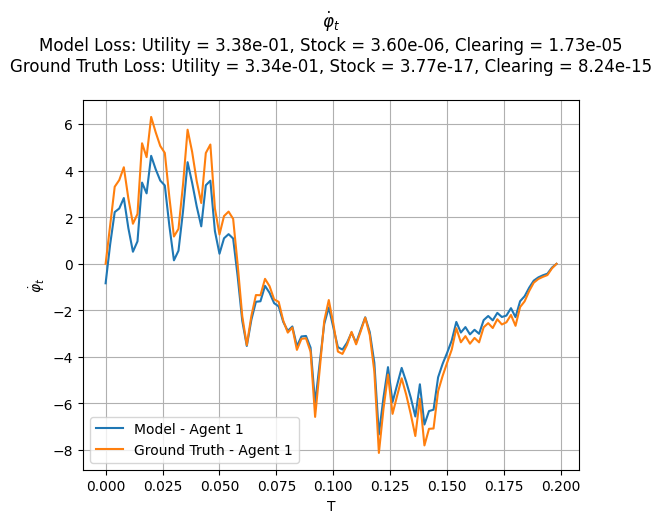 φ̇ₜ
Model Loss: Utility = 3.38e-01, Stock = 3.60e-06, Clearing = 1.73e-05
Ground Truth Loss: Utility = 3.34e-01, Stock = 3.77e-17, Clearing = 8.24e-15
φ̇ₜ
6
4
2
0
−2
−4
−6
−8
Model - Agent 1
Ground Truth - Agent 1
0.000 0.025 0.050 0.075 0.100 0.125 0.150 0.175 0.200
T